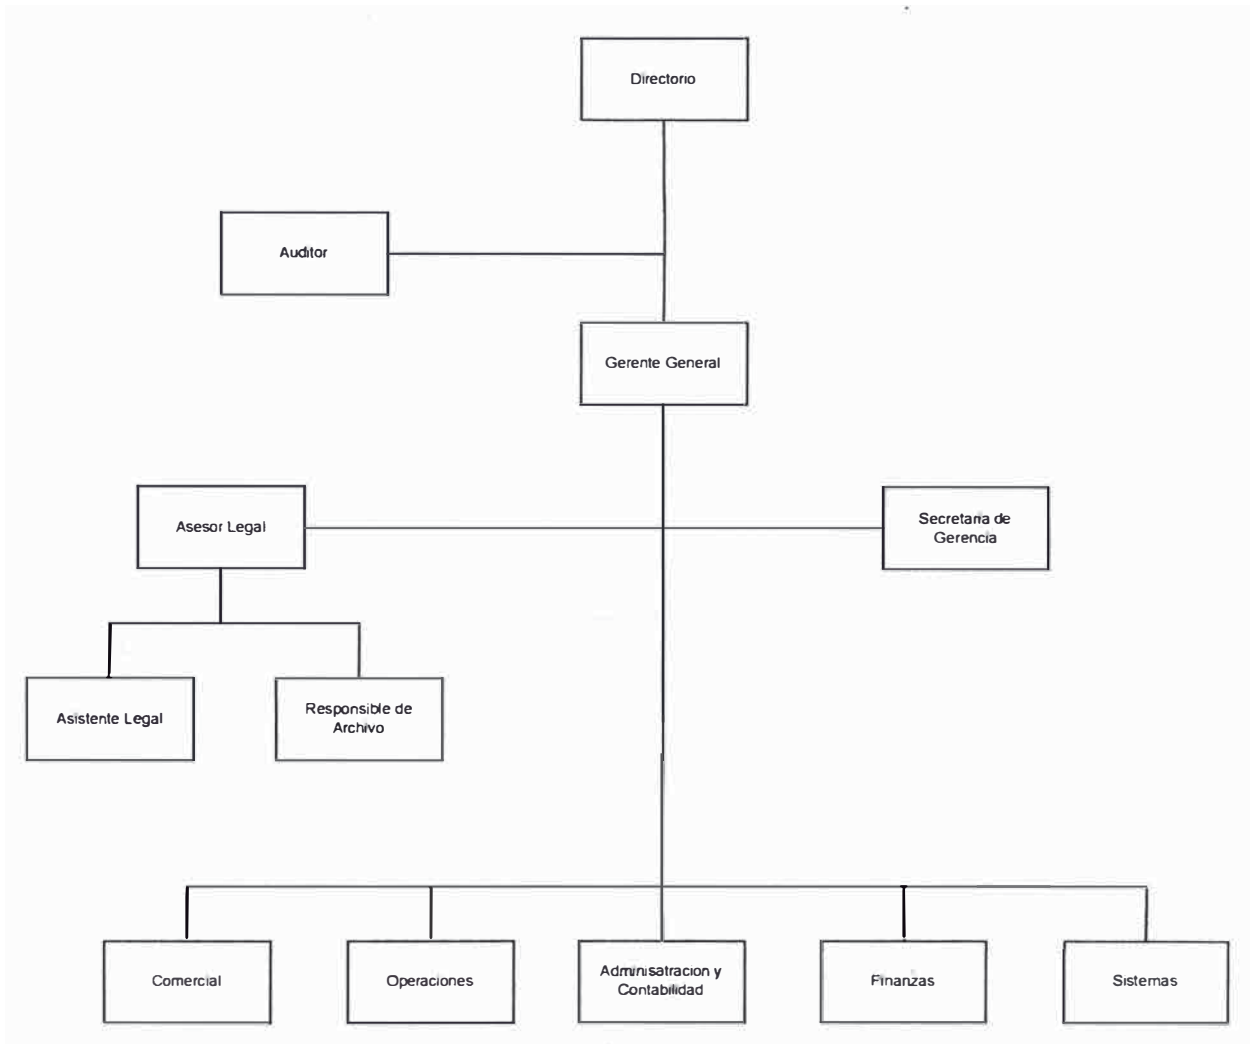 Directorio
Auditor
Gerente General
Asesor Legal
Secretaria de
Gerencia
Asistente Legal
Responsible de
Archivo
Comercial
Operaciones
Adminisatracion y
Contabilidad
Finanzas
Sistemas